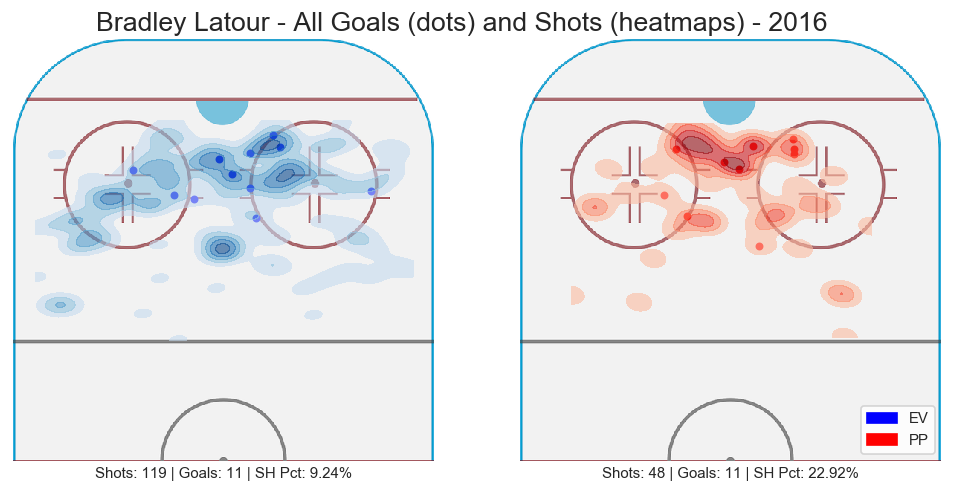 Bradley Latour - All Goals (dots) and Shots (heatmaps) - 2016
EV
PP
Shots: 119 | Goals: 11 | SH Pct: 9.24%
Shots: 48 | Goals: 11 | SH Pct: 22.92%